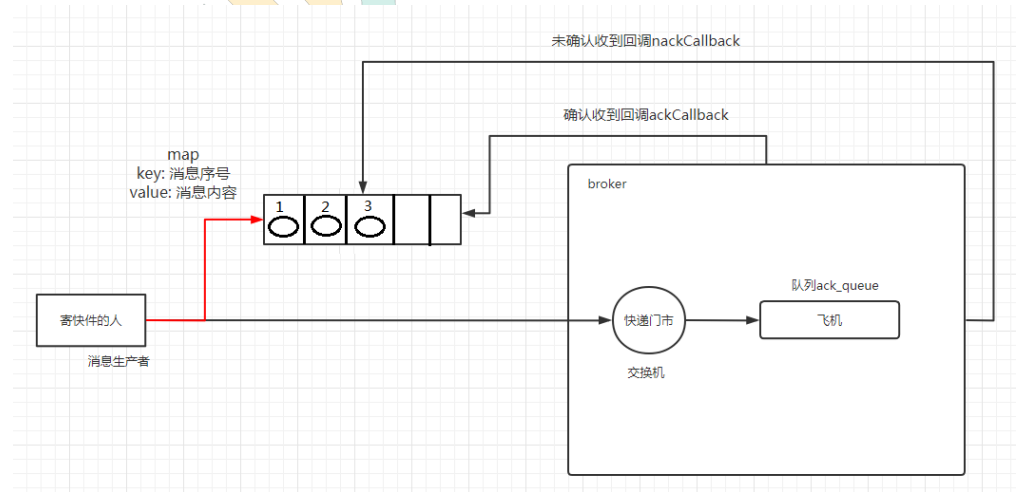 未确认收到回调nackCallback
确认收到回调ackCallback
map
key: 消息序号
value: 消息内容
broker
1
2
3
队列ack_queue
寄快件的人
快递门市
飞机
消息生产者
交换机